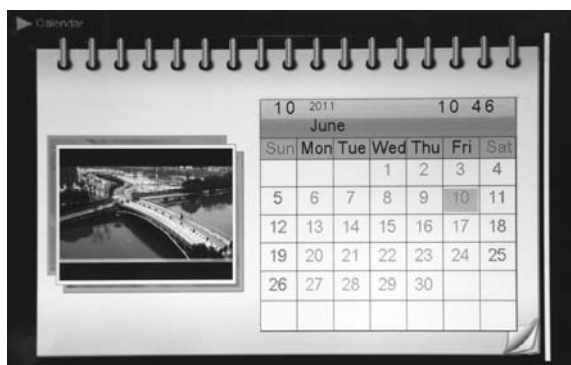 Calendar
10 2011 10 46
June
Sun Mon Tue Wed Thu Fri Sat
1 2 3 4
5 6 7 8 9 10 11
12 13 14 15 16 17 18
19 20 21 22 23 24 25
26 27 28 29 30